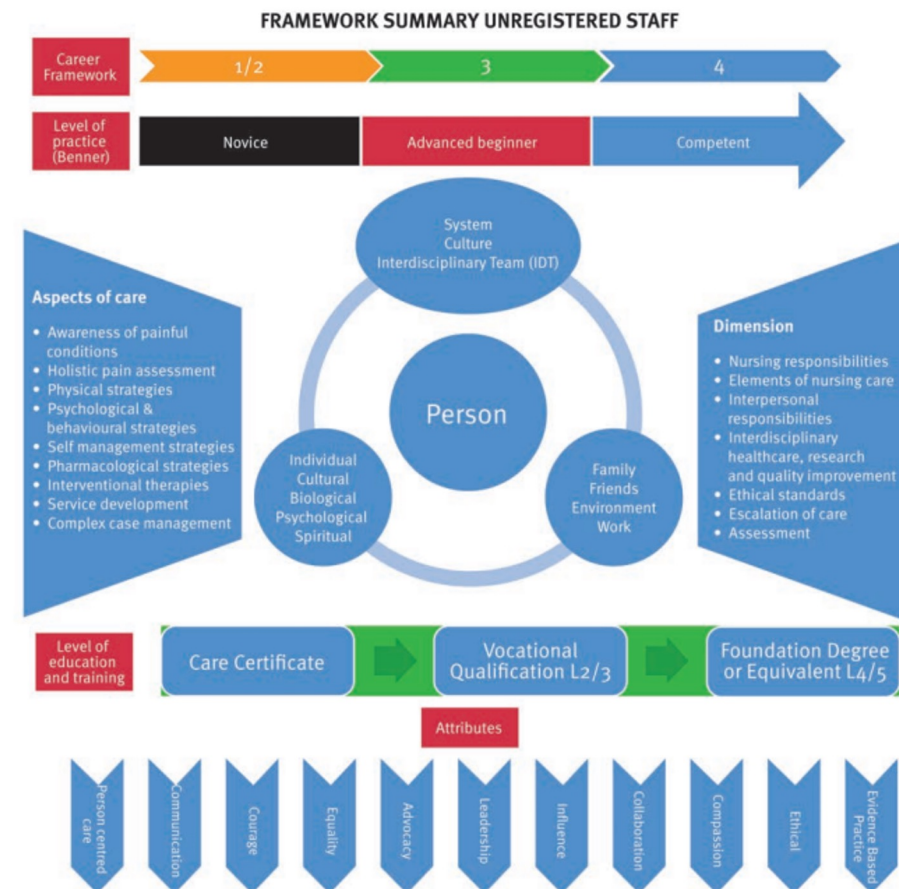 FRAMEWORK SUMMARY UNREGISTERED STAFF
Career
Framework
1/2
3
4
Level of
practice
(Benner)
Novice
Advanced beginner
Competent
System
Culture
Interdisciplinary Team (IDT)
Aspects of care
• Awareness of painful
conditions
• Holistic pain assessment
• Physical strategies
• Psychological &
behavioural strategies
• Self management strategies
• Pharmacological strategies
• Interventional therapies
• Service development
• Complex case management
Person
Individual
Cultural
Biological
Psychological
Spiritual
Family
Friends
Environment
Work
Dimension
• Nursing responsibilities
• Elements of nursing care
• Interpersonal
responsibilities
• Interdisciplinary
healthcare, research
and quality improvement
• Ethical standards
• Escalation of care
• Assessment
Level of
education
and training
Care Certificate
Vocational
Qualification L2/3
Foundation Degree
or Equivalent L4/5
Attributes
Person centred
care
Communication
Courage
Equality
Advocacy
Leadership
Influence
Collaboration
Compassion
Ethical
Evidence Based
Practice